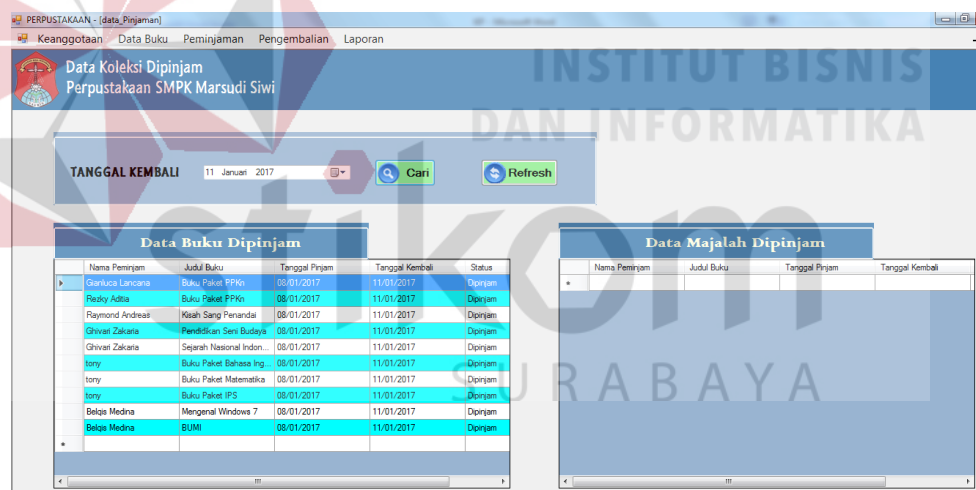 PERPUSTAKAAN - [data_Pinjaman]
Keanggotaan Data Buku Peminjaman Pengembalian Laporan
Data Koleksi Dipinjam
Perpustakaan SMPK Marsudi Siwi
INSTITUT BISNIS
DAN INFORMATIKA
stikom
SURABAYA
TANGGAL KEMBALI 11 Januari 2017 Cari Refresh
Data Buku Dipinjam
Nama Peminjam Judul Buku Tanggal Pinjam Tanggal Kembali Status
Gianluca Lancana Buku Paket PPKn 08/01/2017 11/01/2017 Dipinjam
Rezky Aditia Buku Paket PPKn 08/01/2017 11/01/2017 Dipinjam
Raymond Andreas Kisah Sang Penandai 08/01/2017 11/01/2017 Dipinjam
Ghivari Zakaria Pendidikan Seni Budaya 08/01/2017 11/01/2017 Dipinjam
Ghivari Zakaria Sejarah Nasional Indon... 08/01/2017 11/01/2017 Dipinjam
tony Buku Paket Bahasa Ing... 08/01/2017 11/01/2017 Dipinjam
tony Buku Paket Matematika 08/01/2017 11/01/2017 Dipinjam
tony Buku Paket IPS 08/01/2017 11/01/2017 Dipinjam
Belqis Medina Mengenal Windows 7 08/01/2017 11/01/2017 Dipinjam
Belqis Medina BUMI 08/01/2017 11/01/2017 Dipinjam
Data Majalah Dipinjam
Nama Peminjam Judul Buku Tanggal Pinjam Tanggal Kembali